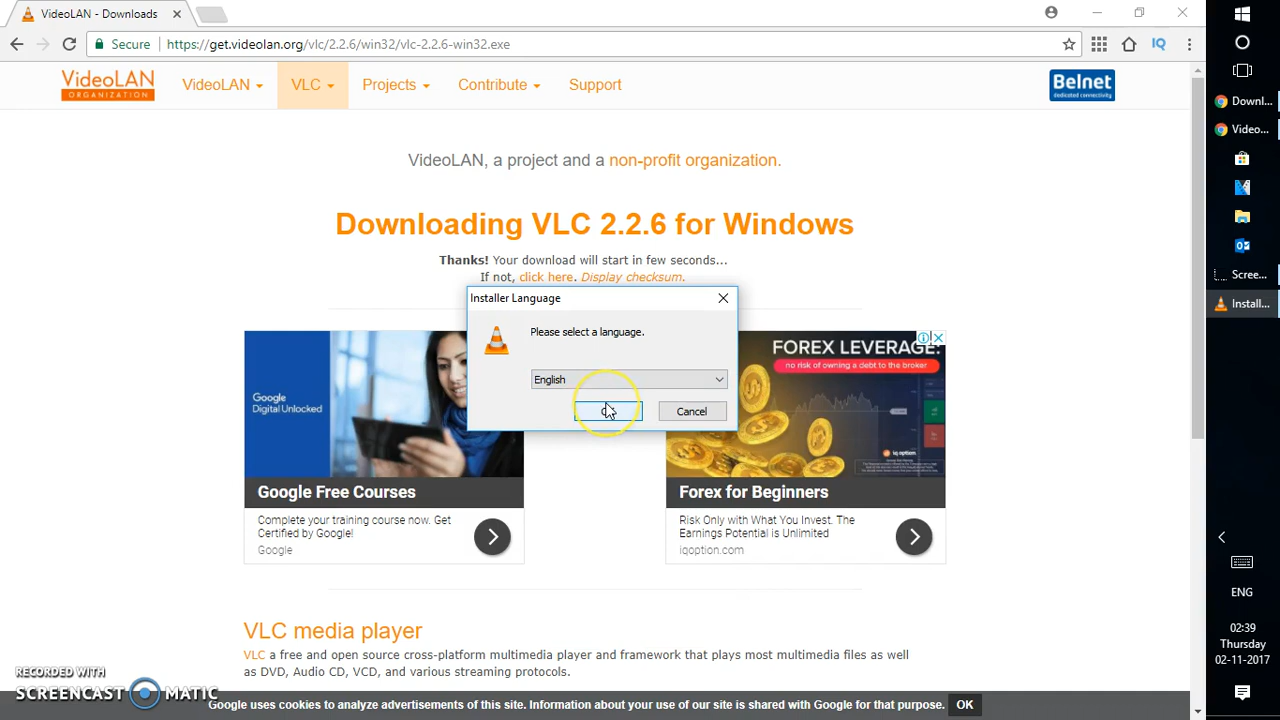 VideoLAN - Downloads
Secure
https://get.videolan.org/vlc/2.2.6/win32/vlc-2.2.6-win32.exe
IQ
VideoLAN
ORGANIZATION
VideoLAN
VLC
Projects
Contribute
Support
Belnet
dedicated connectivity
VideoLAN, a project and a non-profit organization.
Downloading VLC 2.2.6 for Windows
Thanks! Your download will start in few seconds...
If not, click here. Display checksum.
Installer Language
Please select a language.
English
Cancel
Google
Digital Unlocked
Google Free Courses
Complete your training course now. Get
Certified by Google!
Google
FOREX LEVERAGE:
no risk of owning a debt to the broker
iq option
Forex for Beginners
Risk Only with What You Invest. The
Earnings Potential is Unlimited
iqoption.com
VLC media player
VLC a free and open source cross-platform multimedia player and framework that plays most multimedia files as well
as DVD, Audio CD, VCD, and various streaming protocols.
Google uses cookies to analyze advertisements of this site. Information about your use of our site is shared with Google for that purpose.
OK
RECORDED WITH
SCREENCAST MATIC
Downl...
Video...
Scree...
Install...
ENG
02:39
Thursday
02-11-2017